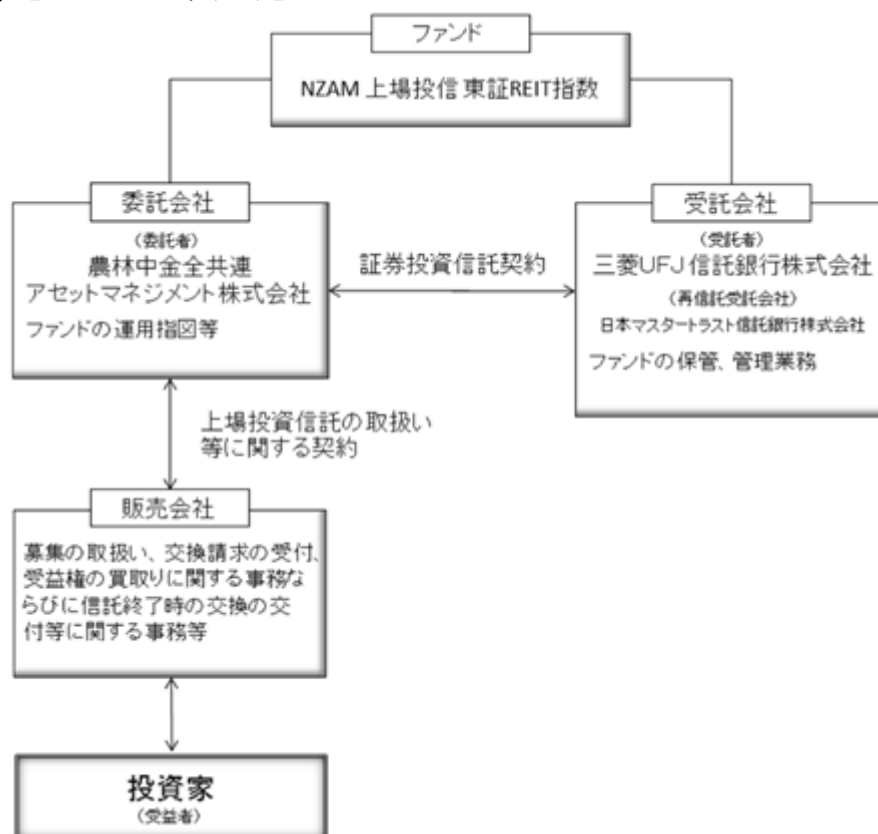 ファンド
NZAM 上場投信 東証REIT指数
委託会社
(委託者)
農林中金全共連
アセットマネジメント株式会社
ファンドの運用指図等
証券投資信託契約
受託会社
(受託者)
三菱UFJ信託銀行株式会社
(再信託受託会社)
日本マスタートラスト信託銀行株式会社
ファンドの保管、管理業務
上場投資信託の取扱い
等に関する契約
販売会社
募集の取扱い、交換請求の受付、
受益権の買取りに関する事務な
らびに信託終了時の交換の交
付等に関する事務等
投資家
(受益者)